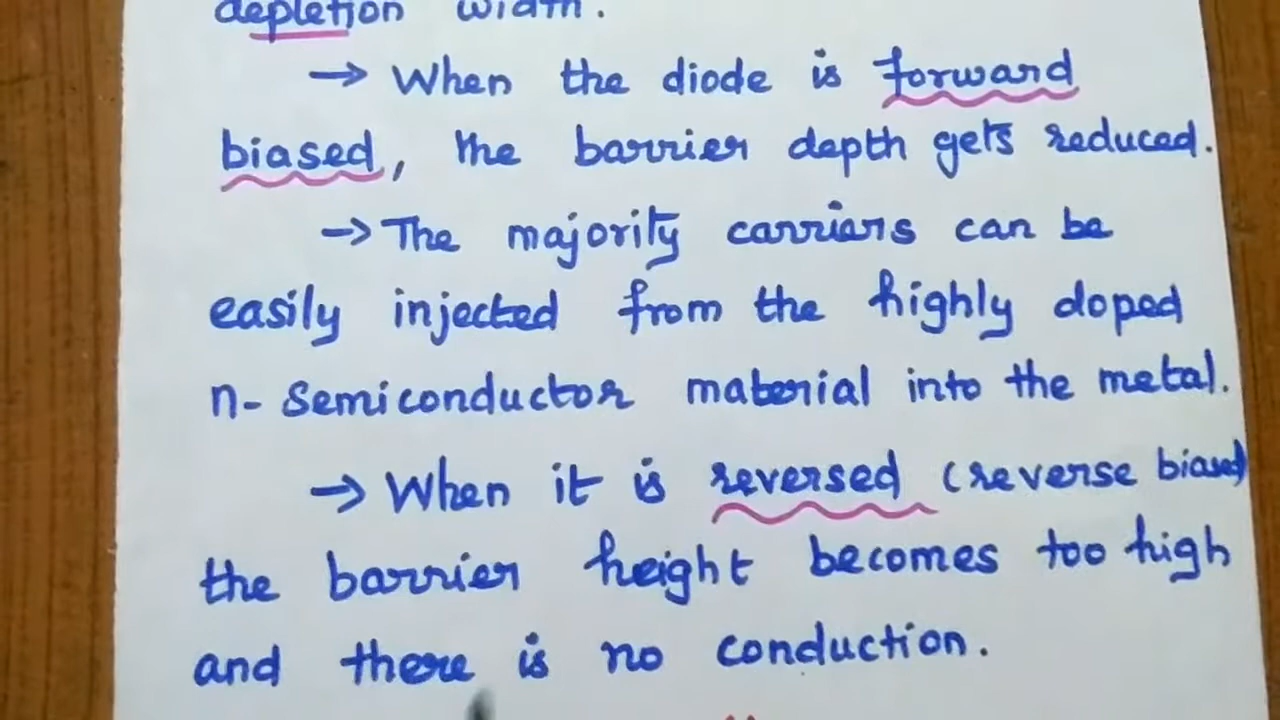 depletion width.
→ When the diode is forward
biased, the barrier depth gets reduced.
→ The majority carriers can be
easily injected from the highly doped
n- semiconductor material into the metal.
→ When it is reversed (reverse biased)
the barrier height becomes too high
and there is no conduction.